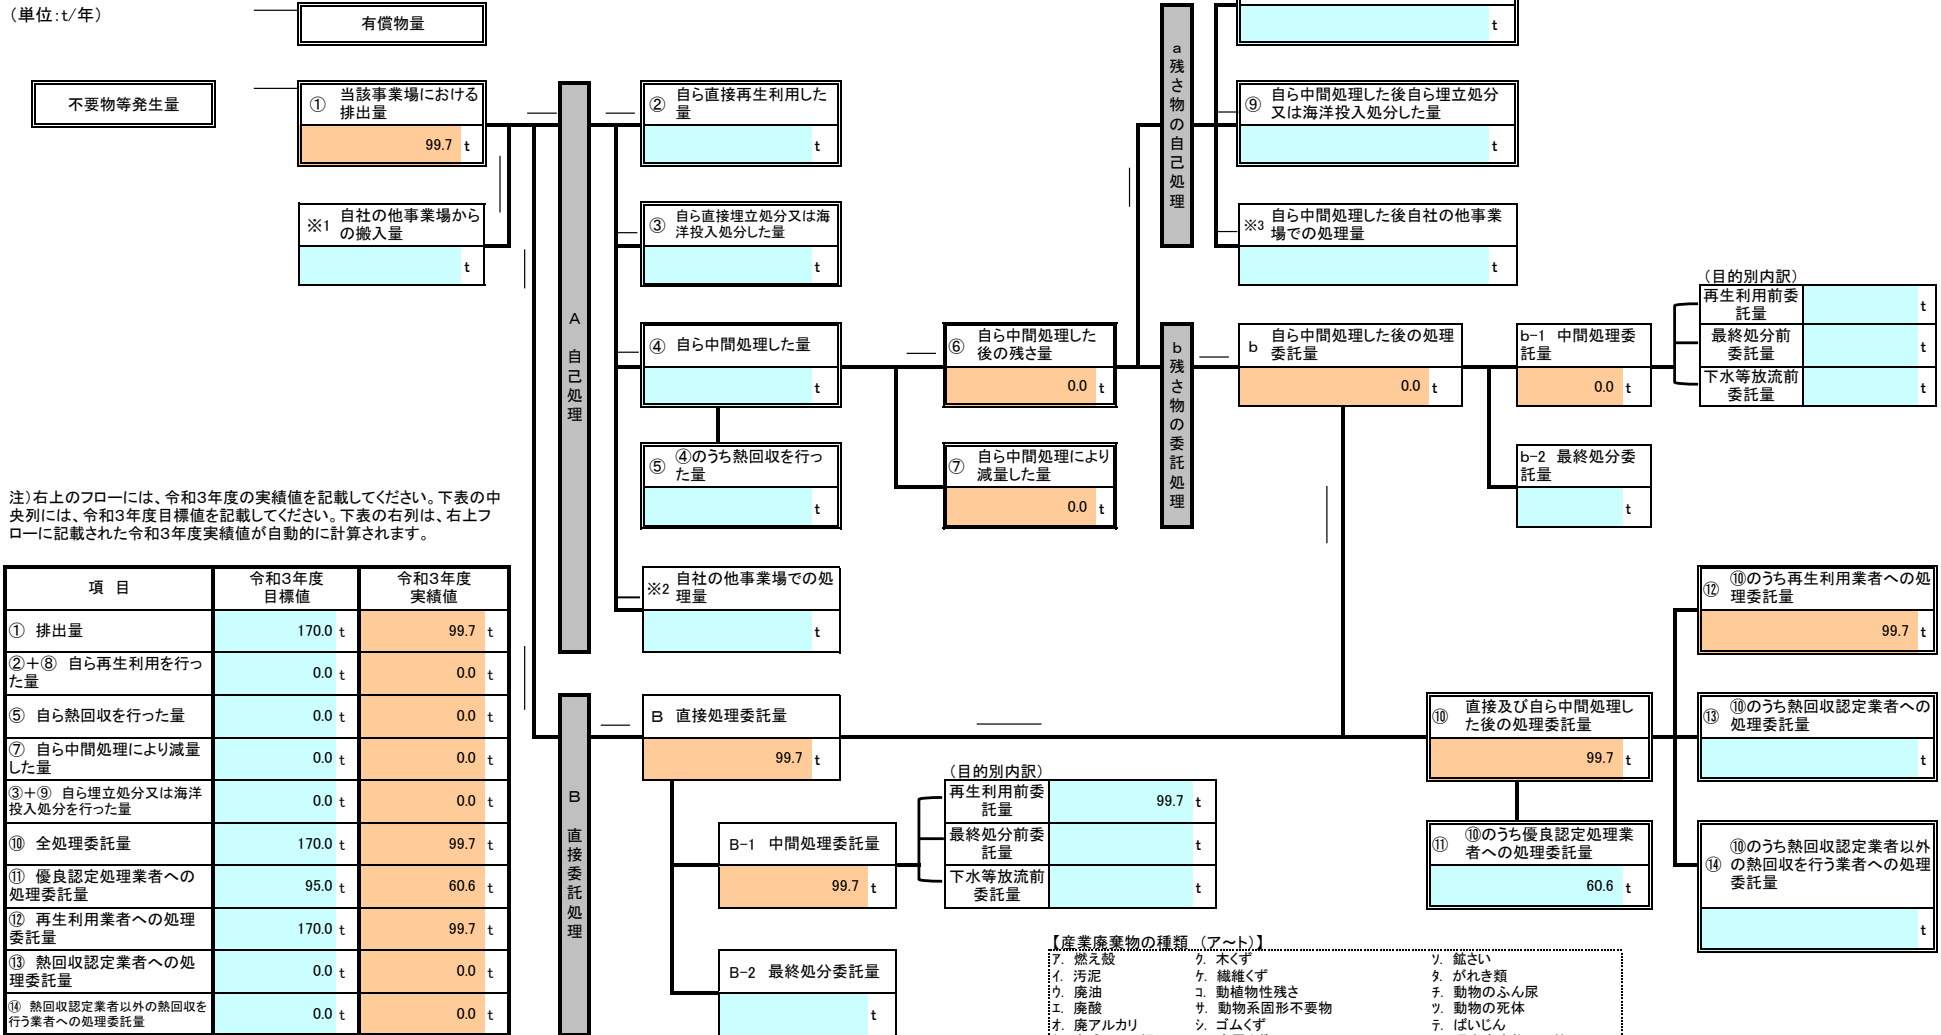 (単位:t/年)
有償物量
不要物等発生量
① 当該事業場における
排出量
99.7 t
※1 自社の他事業場から
の搬入量
t
A 自己処理
② 自ら直接再生利用した
量
t
③ 自ら直接埋立処分又は海
洋投入処分した量
t
④ 自ら中間処理した量
t
⑤ ④のうち熱回収を行っ
た量
t
※2 自社の他事業場での処
理量
t
⑥ 自ら中間処理した
後の残さ量
0.0 t
⑦ 自ら中間処理により
減量した量
0.0 t
a 残さ物の自己処理
t
⑨ 自ら中間処理した後自ら埋立処分
又は海洋投入処分した量
t
※3 自ら中間処理した後自社の他事業
場での処理量
t
b 残さ物の委託処理
b 自ら中間処理した後の処理
委託量
0.0 t
b-1 中間処理委
託量
0.0 t
b-2 最終処分委
託量
t
(目的別内訳)
再生利用前委
託量
t
最終処分前
委託量
t
下水等放流前
委託量
t
注)右上のフローには、令和3年度の実績値を記載してください。下表の中
央列には、令和3年度目標値を記載してください。下表の右列は、右上フ
ローに記載された令和3年度実績値が自動的に計算されます。
項 目 令和3年度
目標値 令和3年度
実績値
① 排出量 170.0 t 99.7 t
②+⑧ 自ら再生利用を行っ
た量 0.0 t 0.0 t
⑤ 自ら熱回収を行った量 0.0 t 0.0 t
⑦ 自ら中間処理により減量
した量 0.0 t 0.0 t
③+⑨ 自ら埋立処分又は海洋
投入処分を行った量 0.0 t 0.0 t
⑩ 全処理委託量 170.0 t 99.7 t
⑪ 優良認定処理業者への
処理委託量 95.0 t 60.6 t
⑫ 再生利用業者への処理
委託量 170.0 t 99.7 t
⑬ 熱回収認定業者への処
理委託量 0.0 t 0.0 t
⑭ 熱回収認定業者以外の熱回収を
行う業者への処理委託量 0.0 t 0.0 t
B 直接委託処理
B 直接処理委託量
99.7 t
B-1 中間処理委託量
99.7 t
B-2 最終処分委託量
t
(目的別内訳)
再生利用前委
託量
99.7 t
最終処分前委
託量
t
下水等放流前
委託量
t
⑩ 直接及び自ら中間処理し
た後の処理委託量
99.7 t
⑪ ⑩のうち優良認定処理業
者への処理委託量
60.6 t
⑫ ⑩のうち再生利用業者への処
理委託量
99.7 t
⑬ ⑩のうち熱回収認定業者への
処理委託量
t
⑭ ⑩のうち熱回収認定業者以外
の熱回収を行う業者への処理
委託量
t
【産業廃棄物の種類 (ア~ト)】
ア. 燃え殻 ク. 木くず ソ. 鉱さい
イ. 汚泥 ケ. 繊維くず タ. がれき類
ウ. 廃油 コ. 動植物性残さ チ. 動物のふん尿
エ. 廃酸 サ. 動物系固形不要物 ツ. 動物の死体
オ. 廃アルカリ シ. ゴムくず テ. ばいじん